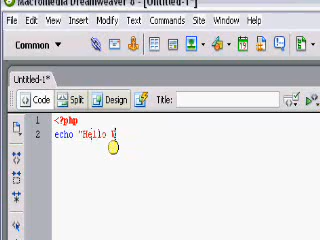 Macromedia Dreamweaver 8 - [Untitled-1*]
File Edit View Insert Modify Text Commands Site Window Help
Common
Untitled-1*
Code Split Design Title:
1 <?php
2 echo "Hello